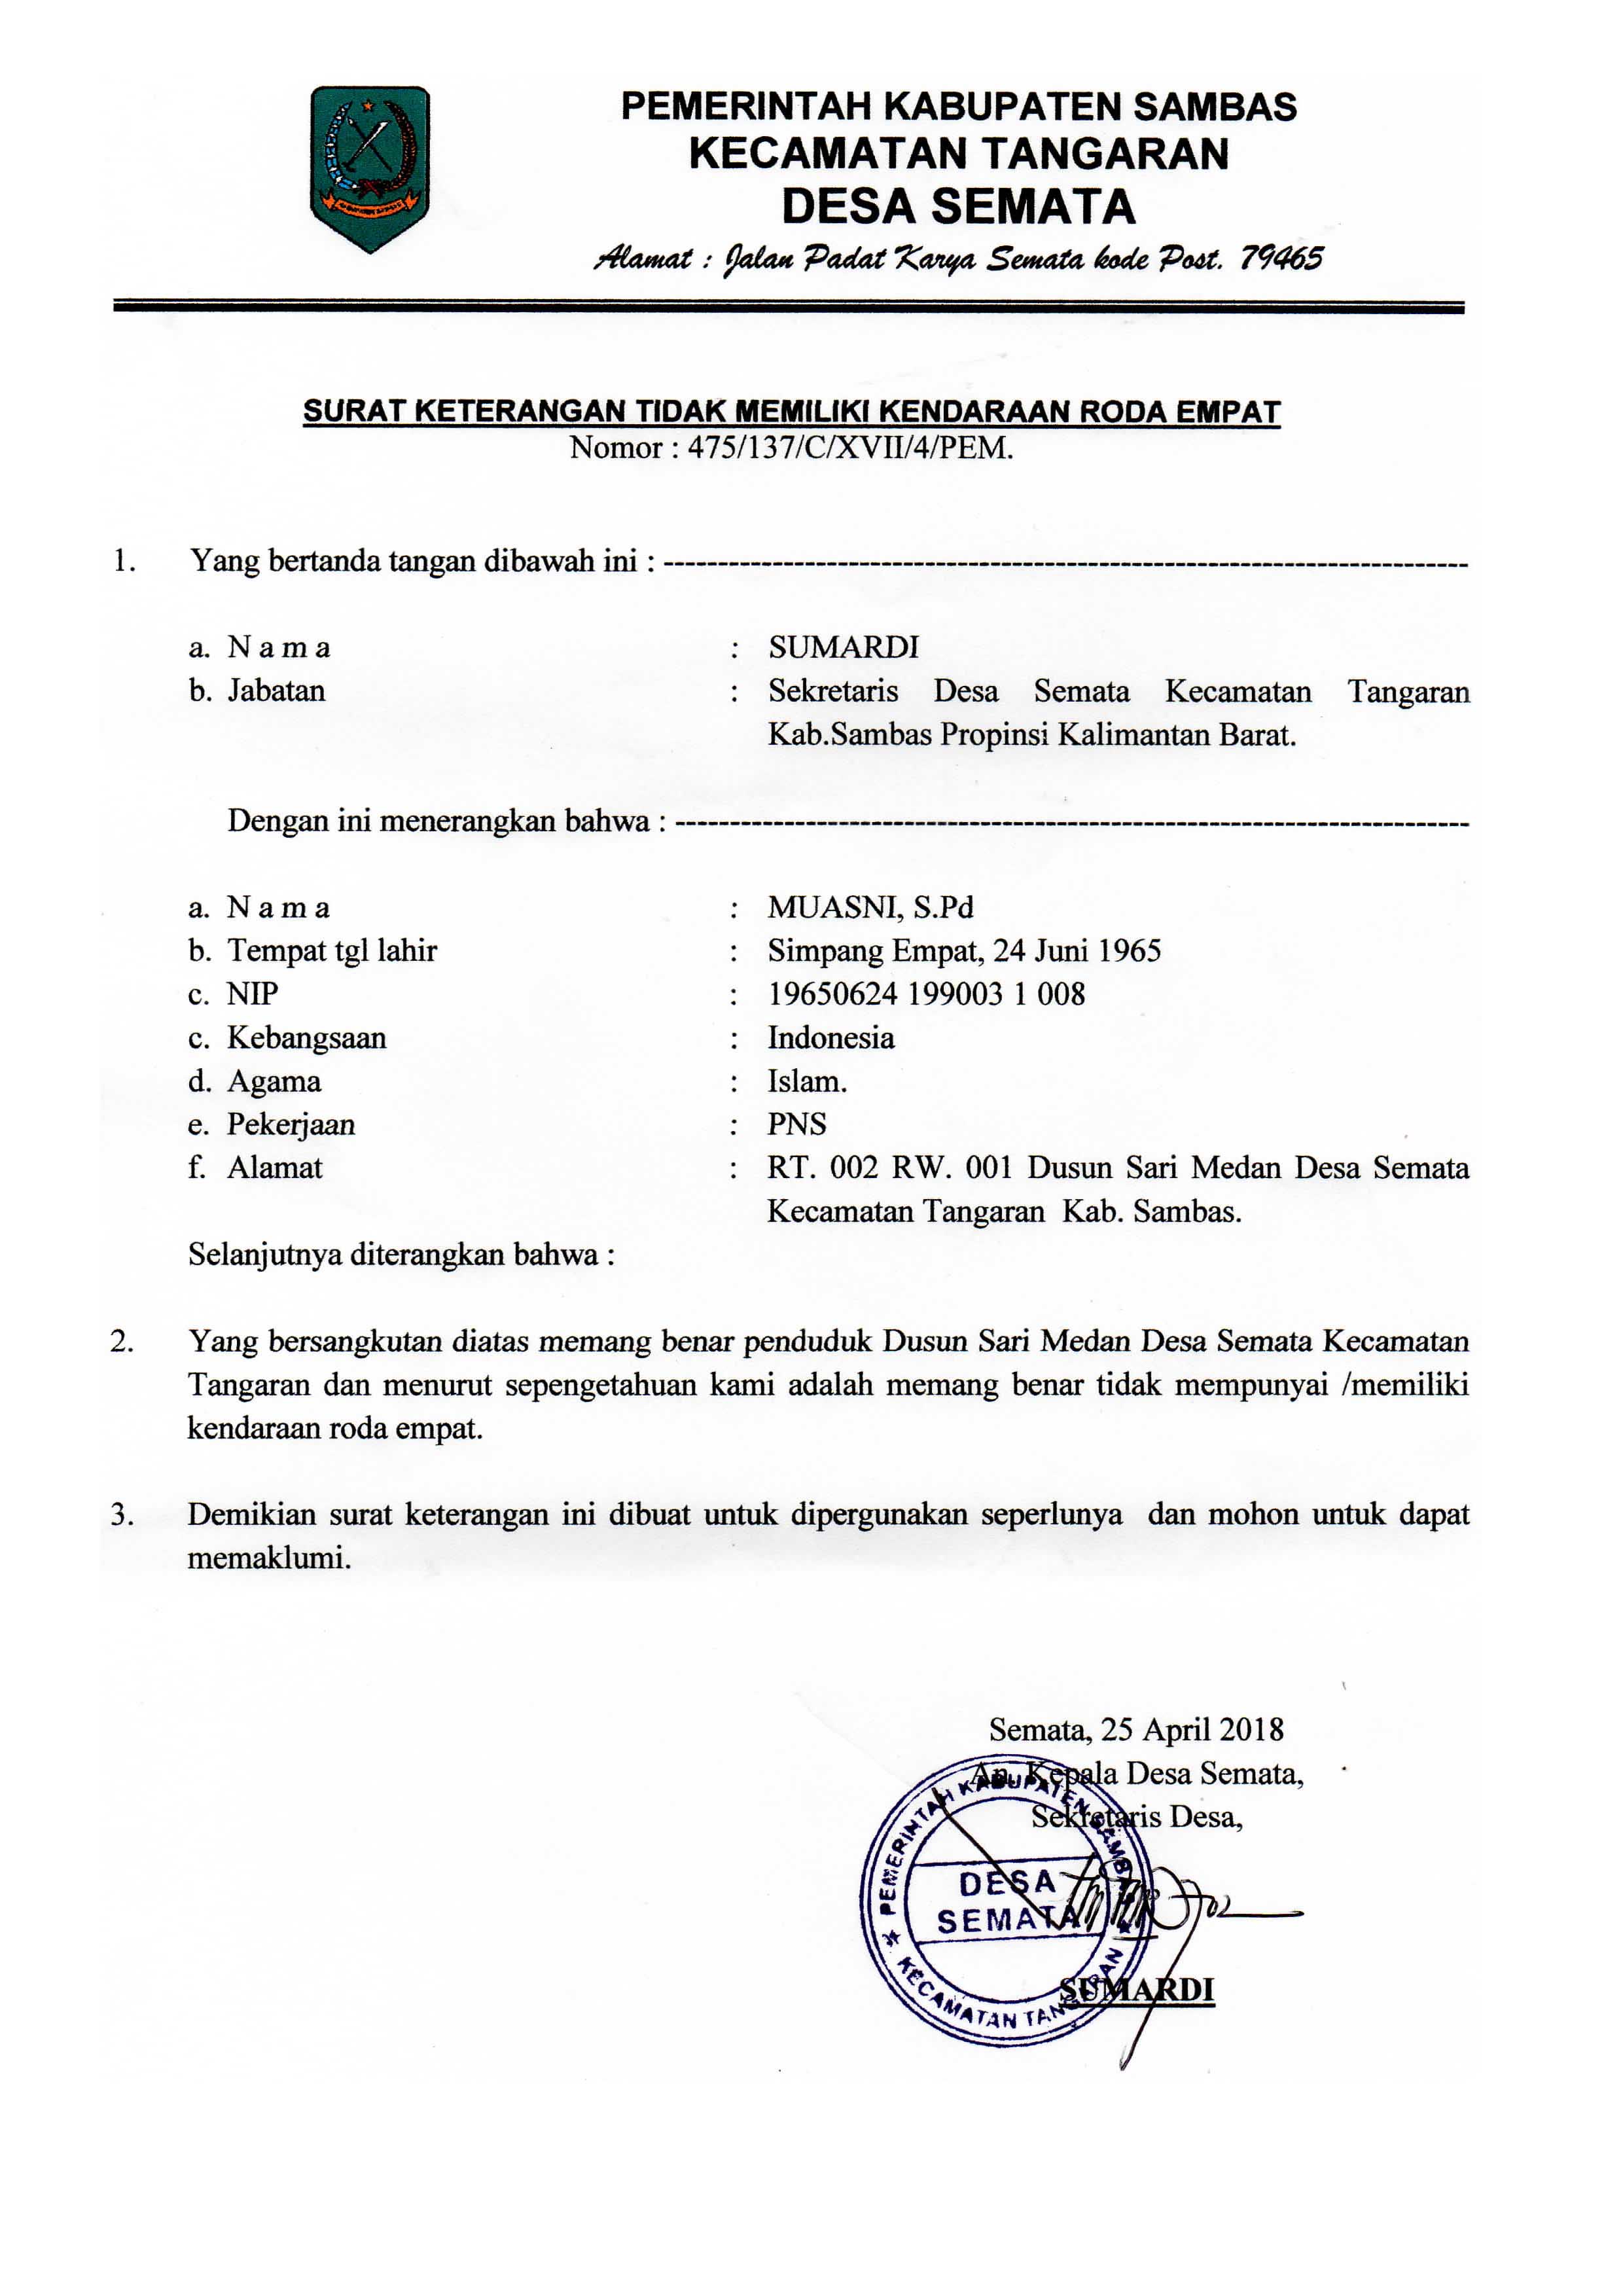 PEMERINTAH KABUPATEN SAMBAS
KECAMATAN TANGARAN
DESA SEMATA
Alamat : Jalan Padat Karya Semata kode Post. 79465
SURAT KETERANGAN TIDAK MEMILIKI KENDARAAN RODA EMPAT
Nomor : 475/137/C/XVII/4/PEM.
1. Yang bertanda tangan dibawah ini : --------------------------------------------------------------------------
a. N a m a : SUMARDI
b. Jabatan : Sekretaris Desa Semata Kecamatan Tangaran
Kab.Sambas Propinsi Kalimantan Barat.
Dengan ini menerangkan bahwa : -------------------------------------------------------------------------
a. N a m a : MUASNI, S.Pd
b. Tempat tgl lahir : Simpang Empat, 24 Juni 1965
c. NIP : 19650624 199003 1 008
c. Kebangsaan : Indonesia
d. Agama : Islam.
e. Pekerjaan : PNS
f. Alamat : RT. 002 RW. 001 Dusun Sari Medan Desa Semata
Kecamatan Tangaran Kab. Sambas.
Selanjutnya diterangkan bahwa :
2. Yang bersangkutan diatas memang benar penduduk Dusun Sari Medan Desa Semata Kecamatan
Tangaran dan menurut sepengetahuan kami adalah memang benar tidak mempunyai /memiliki
kendaraan roda empat.
3. Demikian surat keterangan ini dibuat untuk dipergunakan seperlunya dan mohon untuk dapat
memaklumi.
Semata, 25 April 2018
An. Kepala Desa Semata,
Sekretaris Desa,
PEMERINTAH KABUPATEN SAMBAS
DESA
SEMATA
KECAMATAN TANGARAN
SUMARDI